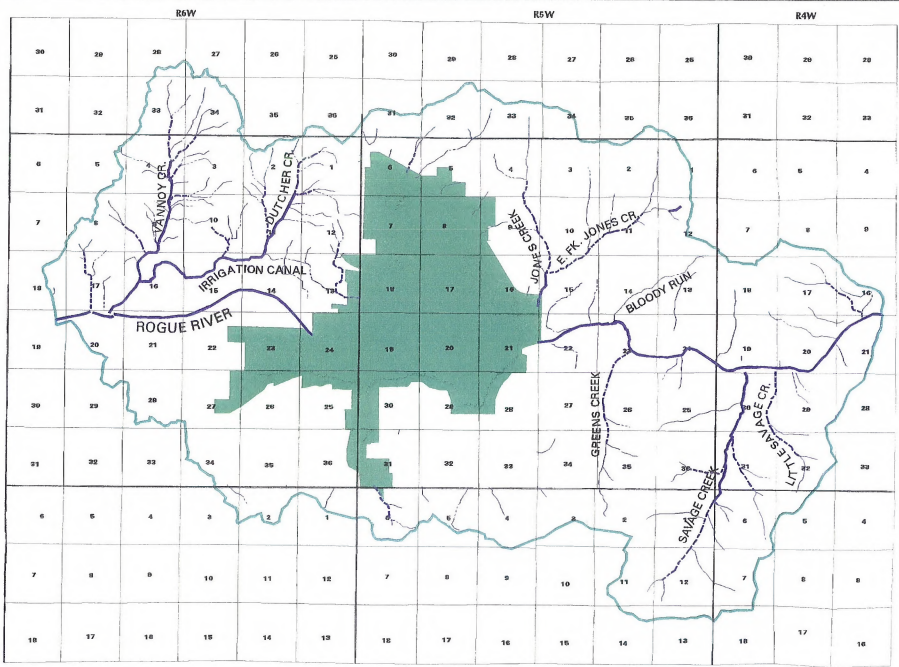 R6W R5W R4W
30 29 28 27 26 25 30 29 28 27 26 25 30 29 28
31 32 33 34 35 36 31 32 33 34 35 36 31 32 33
6 5 4 3 2 1 6 5 4 3 2 1 6 5 4
VANNOY CR.
DUTCHER CR.
7 8 10 12 7 8 9 10 11 12 7 8 9
JONES CREEK
E. FK. JONES CR.
18 17 16 15 14 13 18 17 16 15 14 13 18 17 16
IRRIGATION CANAL
BLOODY RUN
ROGUE RIVER
19 20 21 22 23 24 19 20 21 22 23 24 19 20 21
30 29 28 27 26 30 29 28 27 26 25 30 29 28
GREENS CREEK
LITTLE SAVAGE CR.
31 32 33 34 35 36 31 32 33 34 35 36 31 32 33
SAVAGE CREEK
6 5 4 3 2 1 6 5 4 3 2 6 5 4
7 8 9 10 11 12 7 8 9 10 11 12 7 8 9
18 17 16 15 14 13 18 17 16 15 14 13 18 17 16